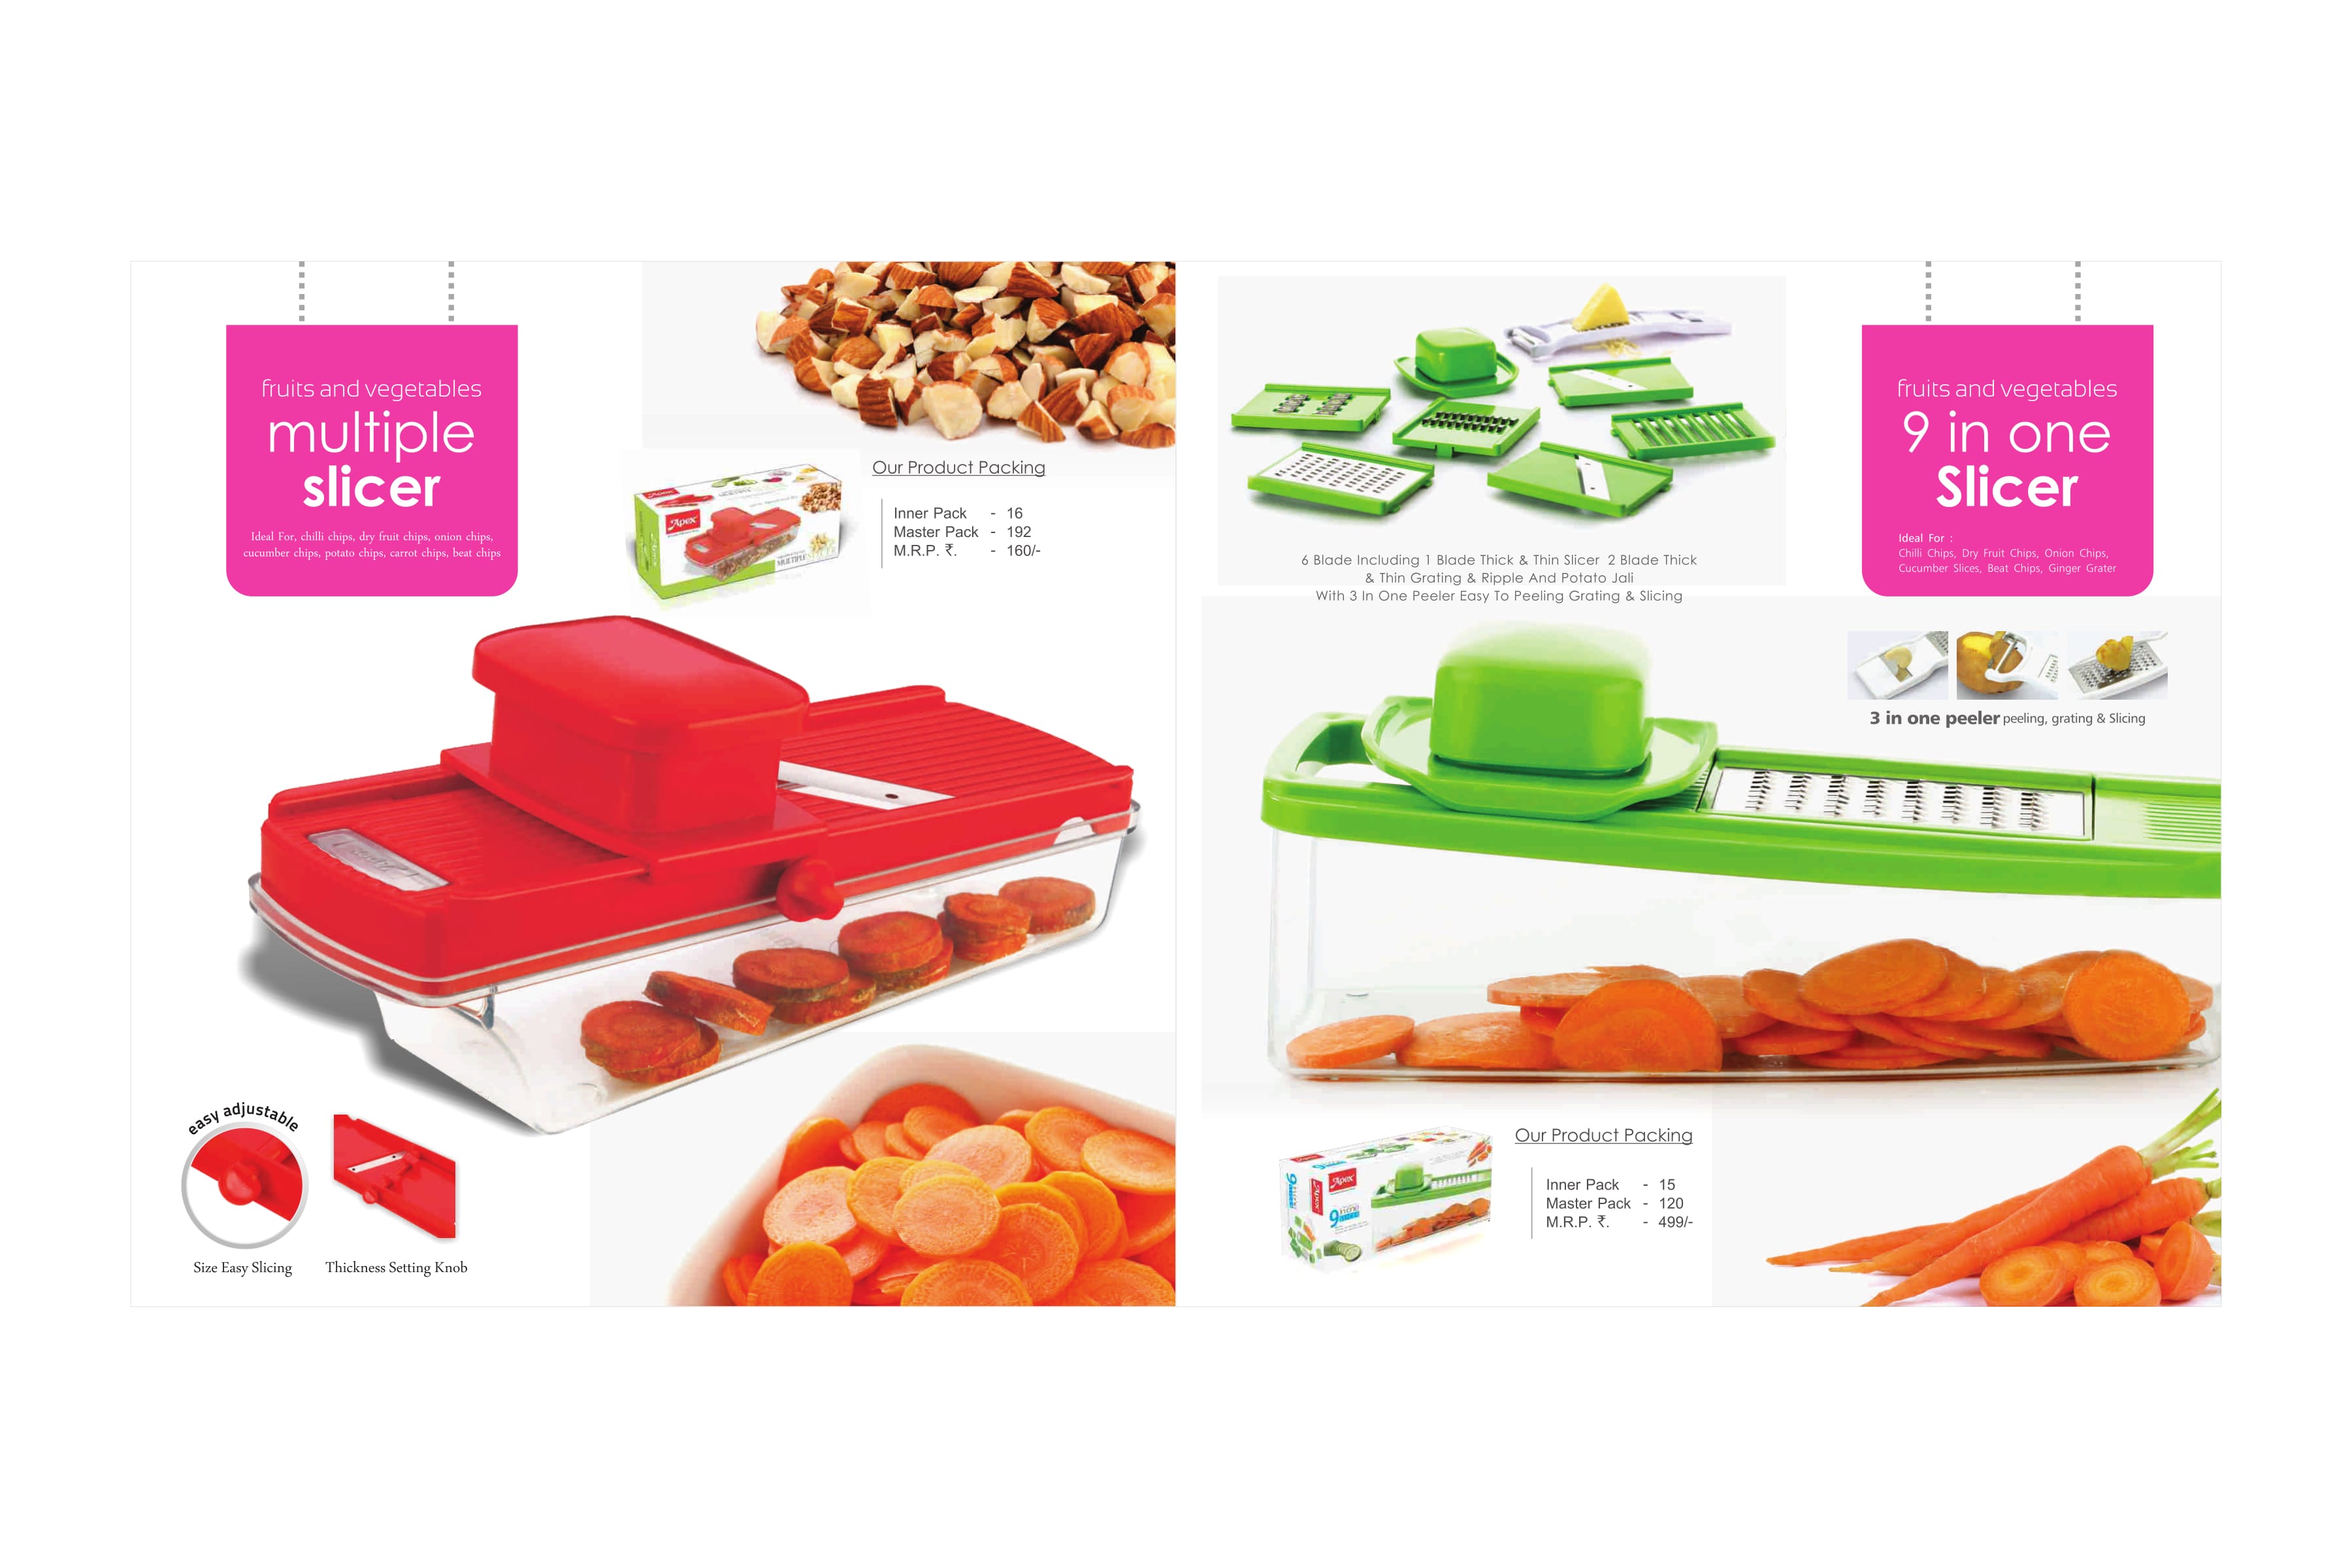 fruits and vegetables
multiple
slicer
Ideal For, chilli chips, dry fruit chips, onion chips,
cucumber chips, potato chips, carrot chips, beat chips
Our Product Packing
Inner Pack - 16
Master Pack - 192
M.R.P. ₹. - 160/-
Apex
MULTIPLE
easy adjustable
Size Easy Slicing
Thickness Setting Knob
6 Blade Including 1 Blade Thick & Thin Slicer 2 Blade Thick
& Thin Grating & Ripple And Potato Jali
With 3 In One Peeler Easy To Peeling Grating & Slicing
fruits and vegetables
9 in one
Slicer
Ideal For :
Chilli Chips, Dry Fruit Chips, Onion Chips,
Cucumber Slices, Beat Chips, Ginger Grater
3 in one peeler peeling, grating & Slicing
Apex
Apex
9
Our Product Packing
Inner Pack - 15
Master Pack - 120
M.R.P. ₹. - 499/-